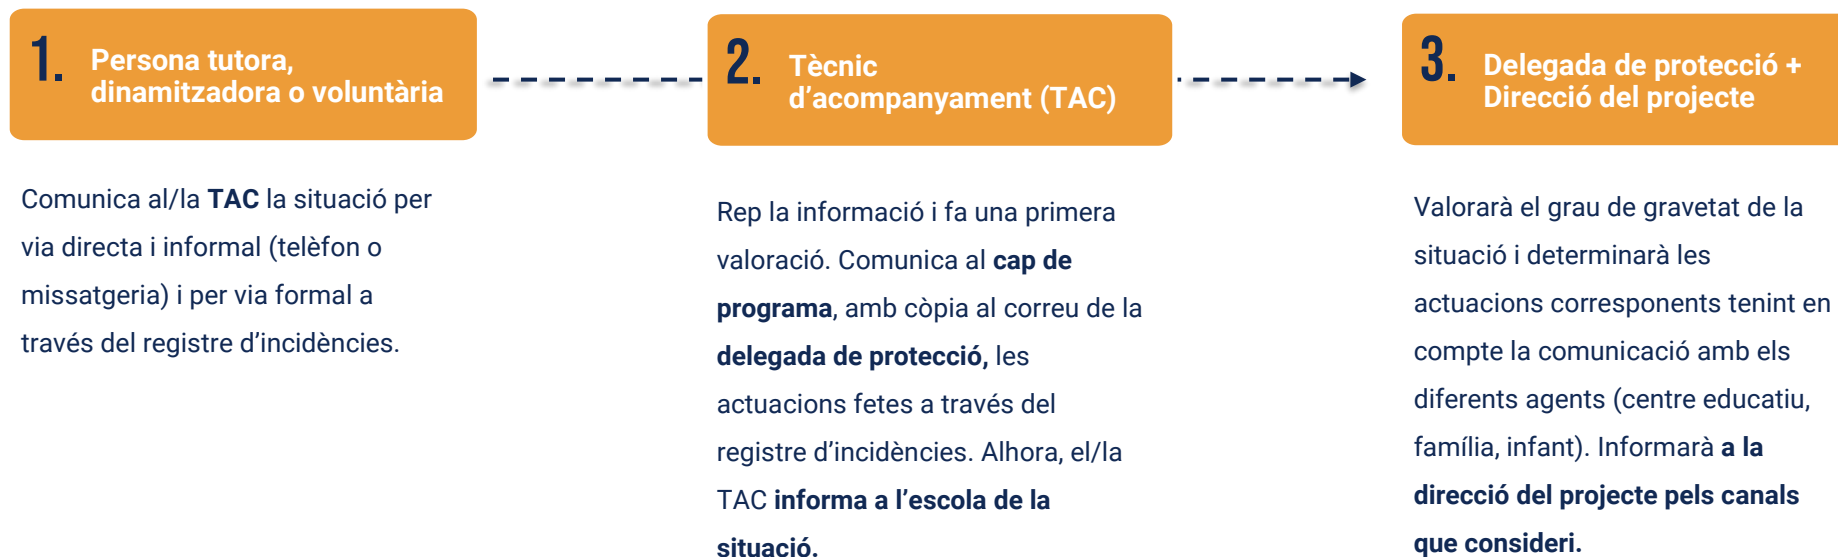 1.
Persona tutora,
dinamitzadora o voluntària
Comunica al/la TAC la situació per
via directa i informal (telèfon o
missatgeria) i per via formal a
través del registre d’incidències.
2.
Tècnic
d’acompanyament (TAC)
Rep la informació i fa una primera
valoració. Comunica al cap de
programa, amb còpia al correu de la
delegada de protecció, les
actuacions fetes a través del
registre d’incidències. Alhora, el/la
TAC informa a l’escola de la
situació.
3.
Delegada de protecció +
Direcció del projecte
Valorarà el grau de gravetat de la
situació i determinarà les
actuacions corresponents tenint en
compte la comunicació amb els
diferents agents (centre educatiu,
família, infant). Informarà a la
direcció del projecte pels canals
que consideri.